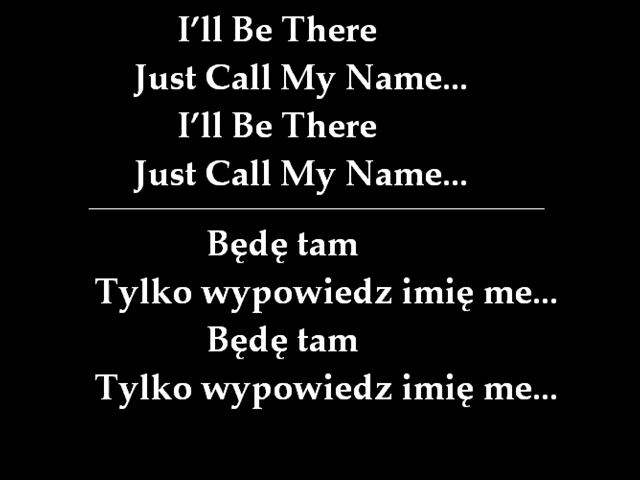 I’ll Be There
Just Call My Name...
I’ll Be There
Just Call My Name...
Będę tam
Tylko wypowiedz imię me...
Będę tam
Tylko wypowiedz imię me...